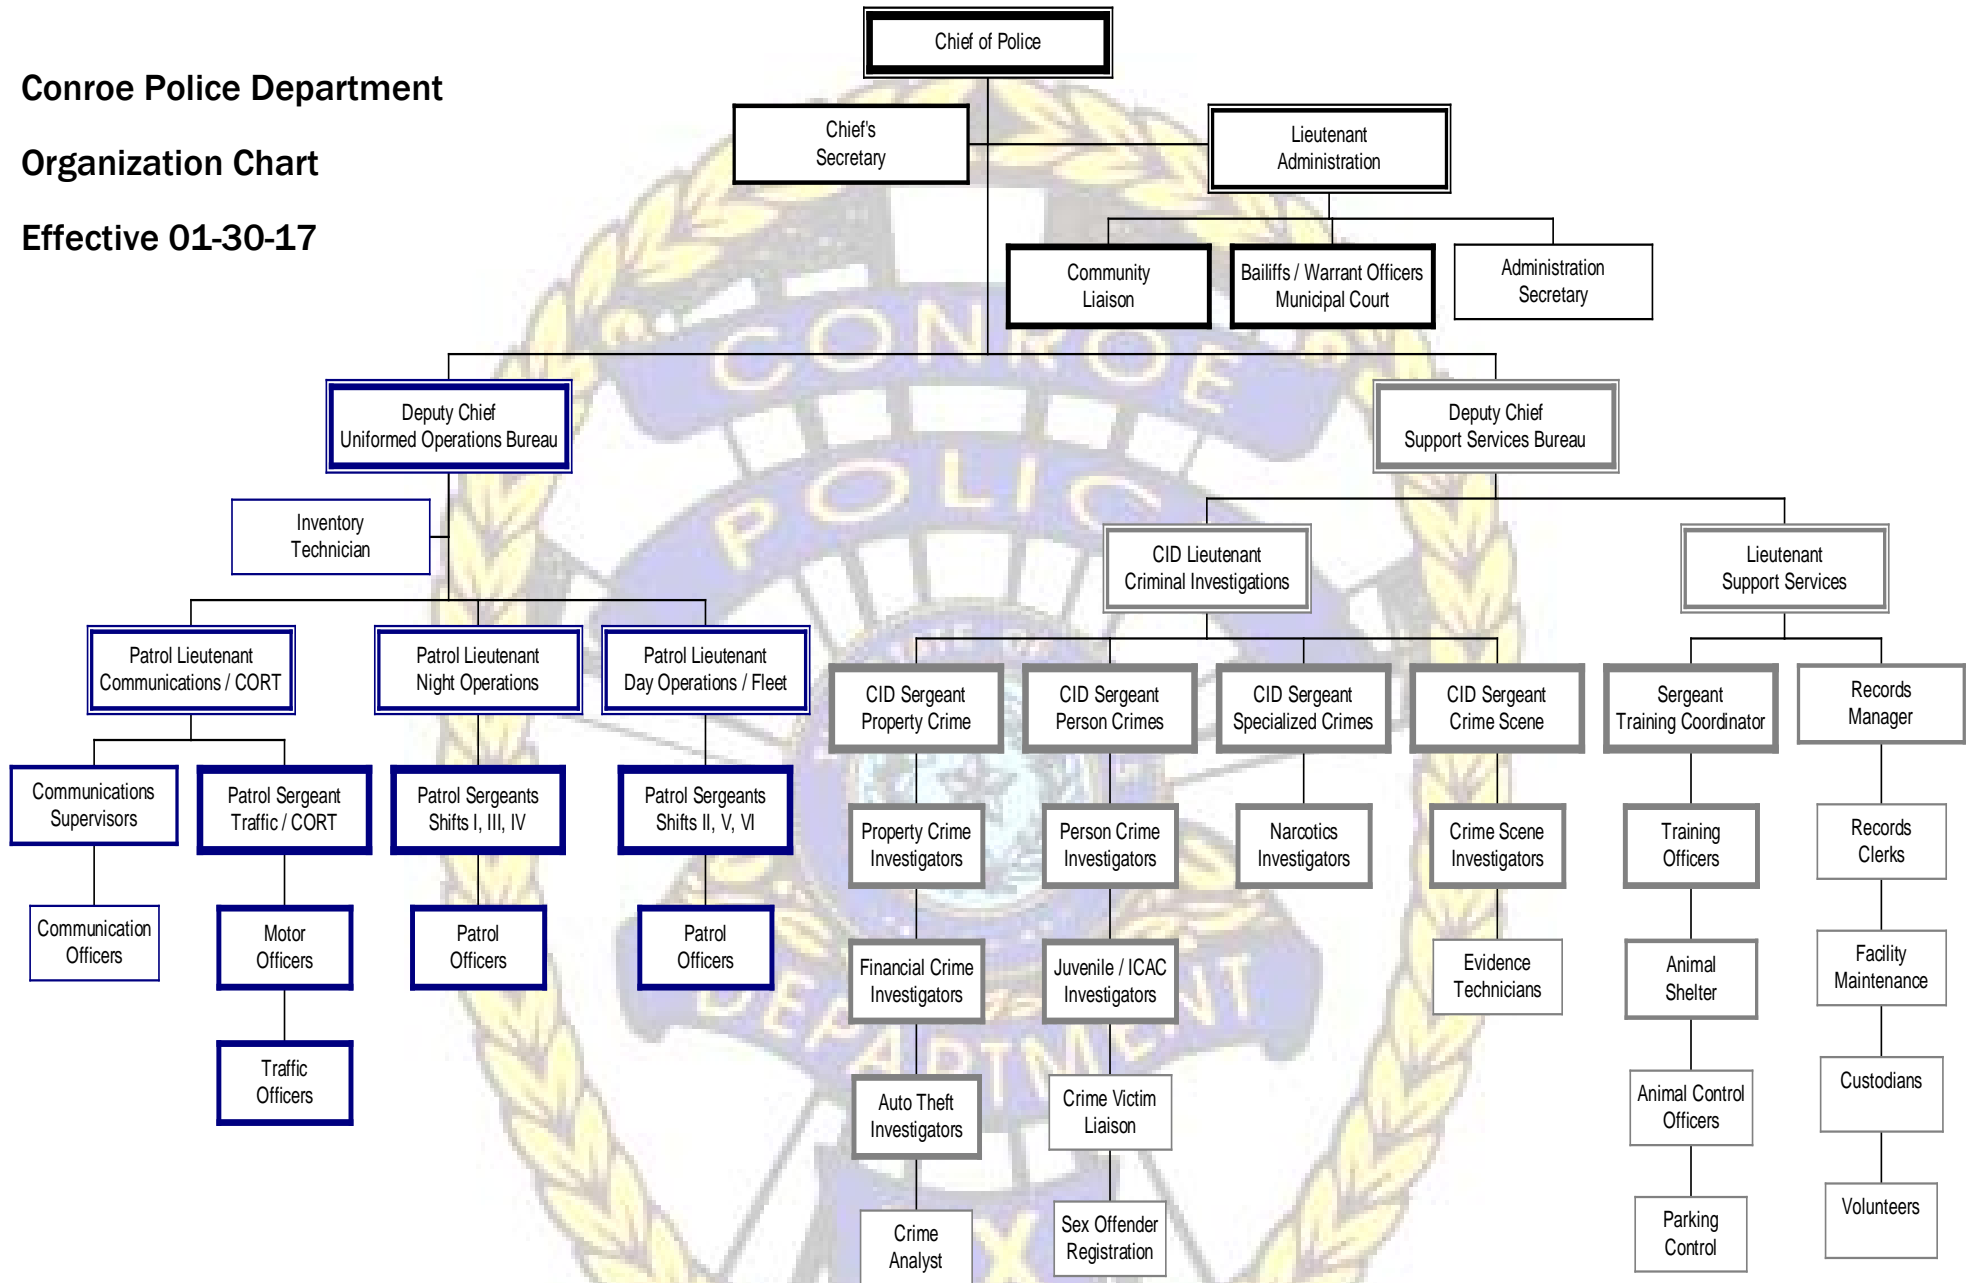 Conroe Police Department
Organization Chart
Effective 01-30-17
Chief of Police
Chief's
Secretary
Lieutenant
Administration
Community
Liaison
Bailiffs / Warrant Officers
Municipal Court
Administration
Secretary
Deputy Chief
Uniformed Operations Bureau
Deputy Chief
Support Services Bureau
Inventory
Technician
CID Lieutenant
Criminal Investigations
Lieutenant
Support Services
Patrol Lieutenant
Communications / CORT
Patrol Lieutenant
Night Operations
Patrol Lieutenant
Day Operations / Fleet
CID Sergeant
Property Crime
CID Sergeant
Person Crimes
CID Sergeant
Specialized Crimes
CID Sergeant
Crime Scene
Sergeant
Training Coordinator
Records
Manager
Communications
Supervisors
Patrol Sergeant
Traffic / CORT
Patrol Sergeants
Shifts I, III, IV
Patrol Sergeants
Shifts II, V, VI
Property Crime
Investigators
Person Crime
Investigators
Narcotics
Investigators
Crime Scene
Investigators
Training
Officers
Records
Clerks
Communication
Officers
Motor
Officers
Patrol
Officers
Patrol
Officers
Financial Crime
Investigators
Juvenile / ICAC
Investigators
Evidence
Technicians
Animal
Shelter
Facility
Maintenance
Traffic
Officers
Auto Theft
Investigators
Crime Victim
Liaison
Animal Control
Officers
Custodians
Crime
Analyst
Sex Offender
Registration
Parking
Control
Volunteers
CONROE
POLIC
DEPARTMENT